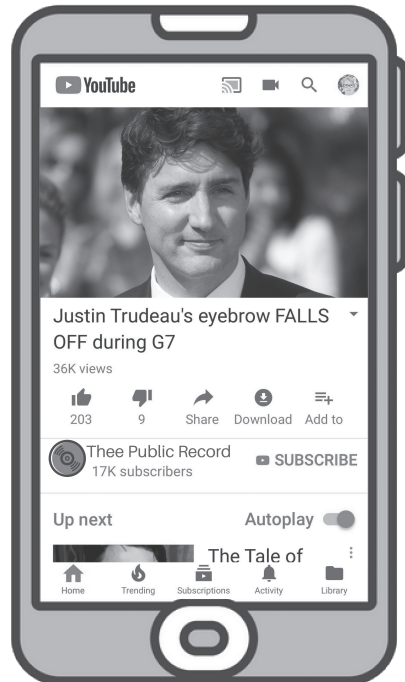 YouTube
Justin Trudeau's eyebrow FALLS
OFF during G7
36K views
203 9 Share Download Add to
Thee Public Record
17K subscribers
SUBSCRIBE
Up next Autoplay
The Tale of
Home Trending Subscriptions Activity Library